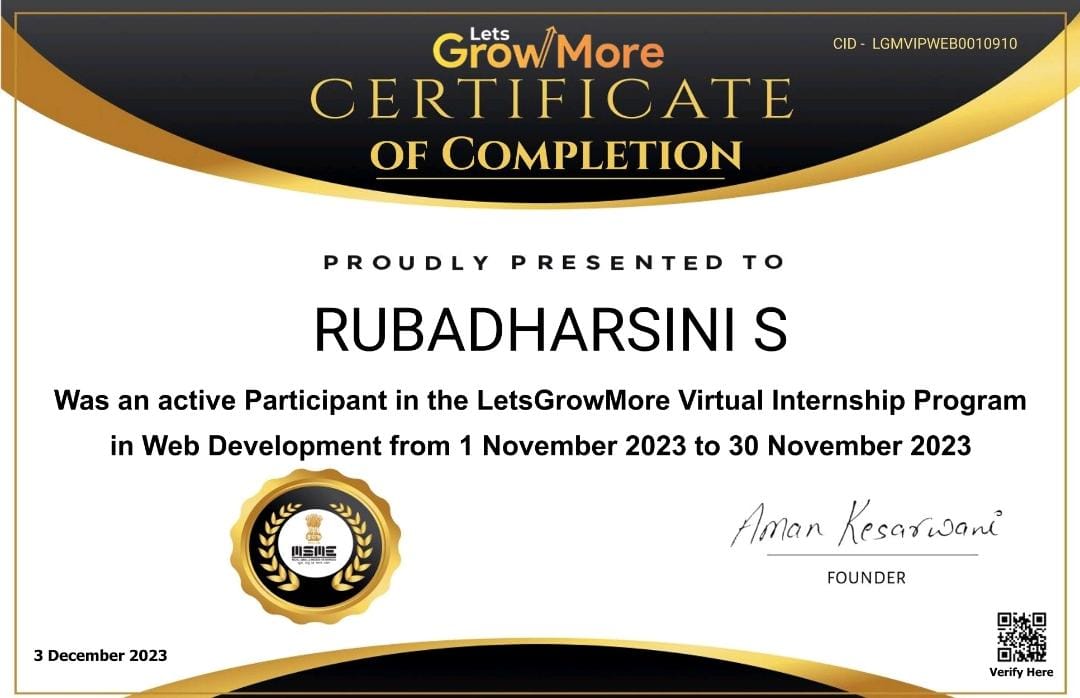 Lets
Grow More
CID - LGMVIPWEB0010910
CERTIFICATE
OF COMPLETION
PROUDLY PRESENTED TO
RUBADHARSINI S
Was an active Participant in the LetsGrowMore Virtual Internship Program
in Web Development from 1 November 2023 to 30 November 2023
MSME
Aman Kesarwani
FOUNDER
3 December 2023
Verify Here